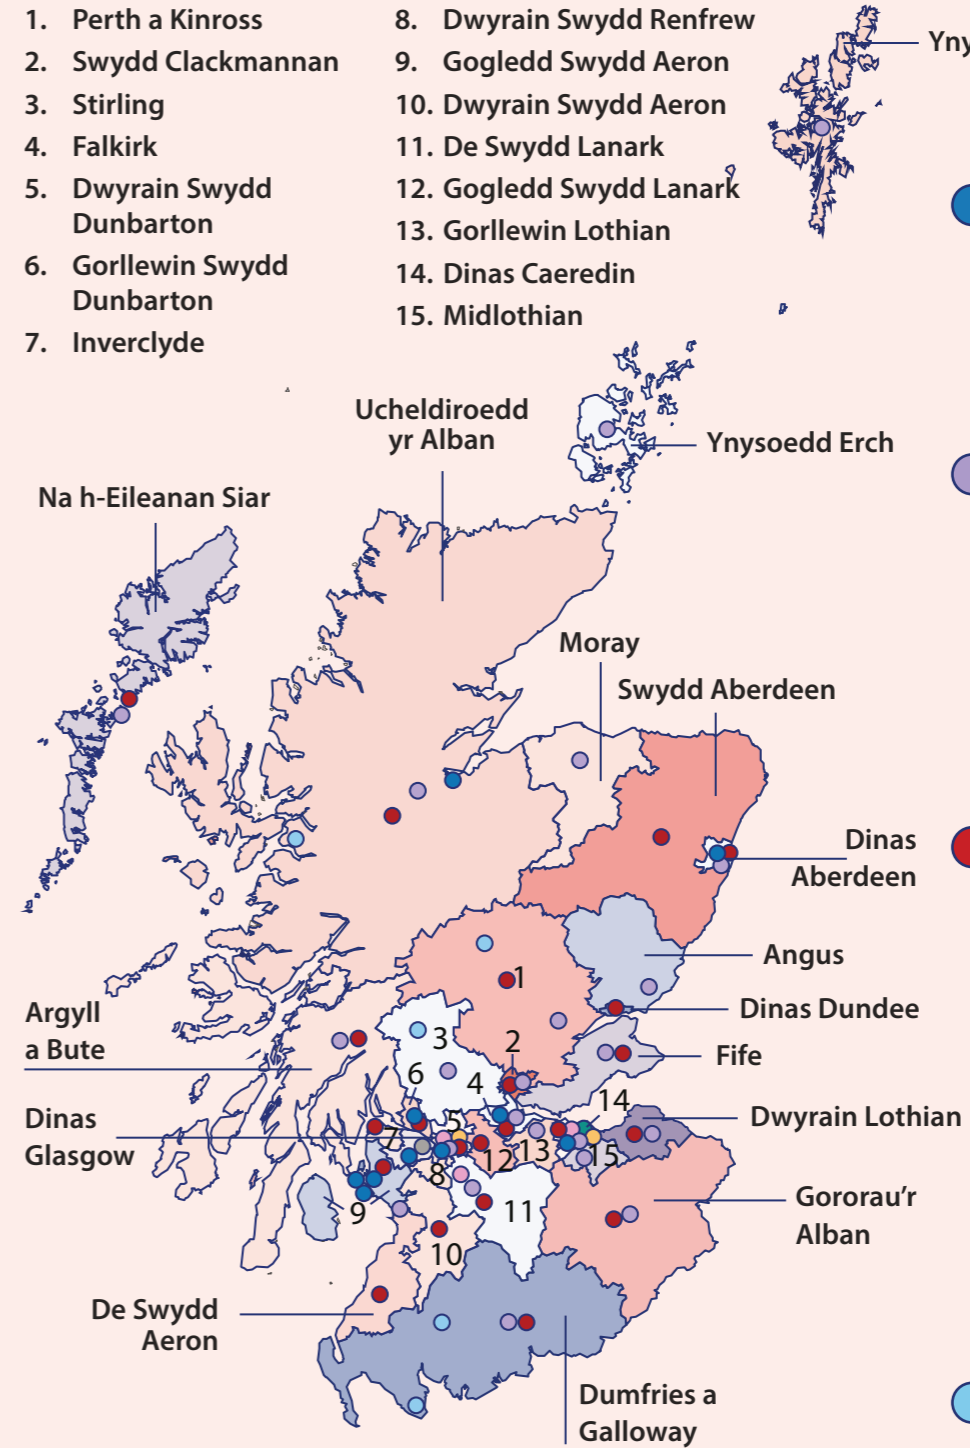 1. Perth a Kinross
2. Swydd Clackmannan
3. Stirling
4. Falkirk
5. Dwyrain Swydd
Dunbarton
6. Gorllewin Swydd
Dunbarton
7. Inverclyde
8. Dwyrain Swydd Renfrew
9. Gogledd Swydd Aeron
10. Dwyrain Swydd Aeron
11. De Swydd Lanark
12. Gogledd Swydd Lanark
13. Gorllewin Lothian
14. Dinas Caeredin
15. Midlothian
Yny
Ucheldiroedd
yr Alban
Ynysoedd Erch
Na h-Eileanan Siar
Moray
Swydd Aberdeen
Dinas
Aberdeen
Angus
1
Dinas Dundee
Argyll
a Bute
3
2
Fife
6
4
14
Dinas
Glasgow
5
7
Dwyrain Lothian
13
15
12
8
Gororau'r
Alban
9
11
10
De Swydd
Aeron
Dumfries a
Galloway